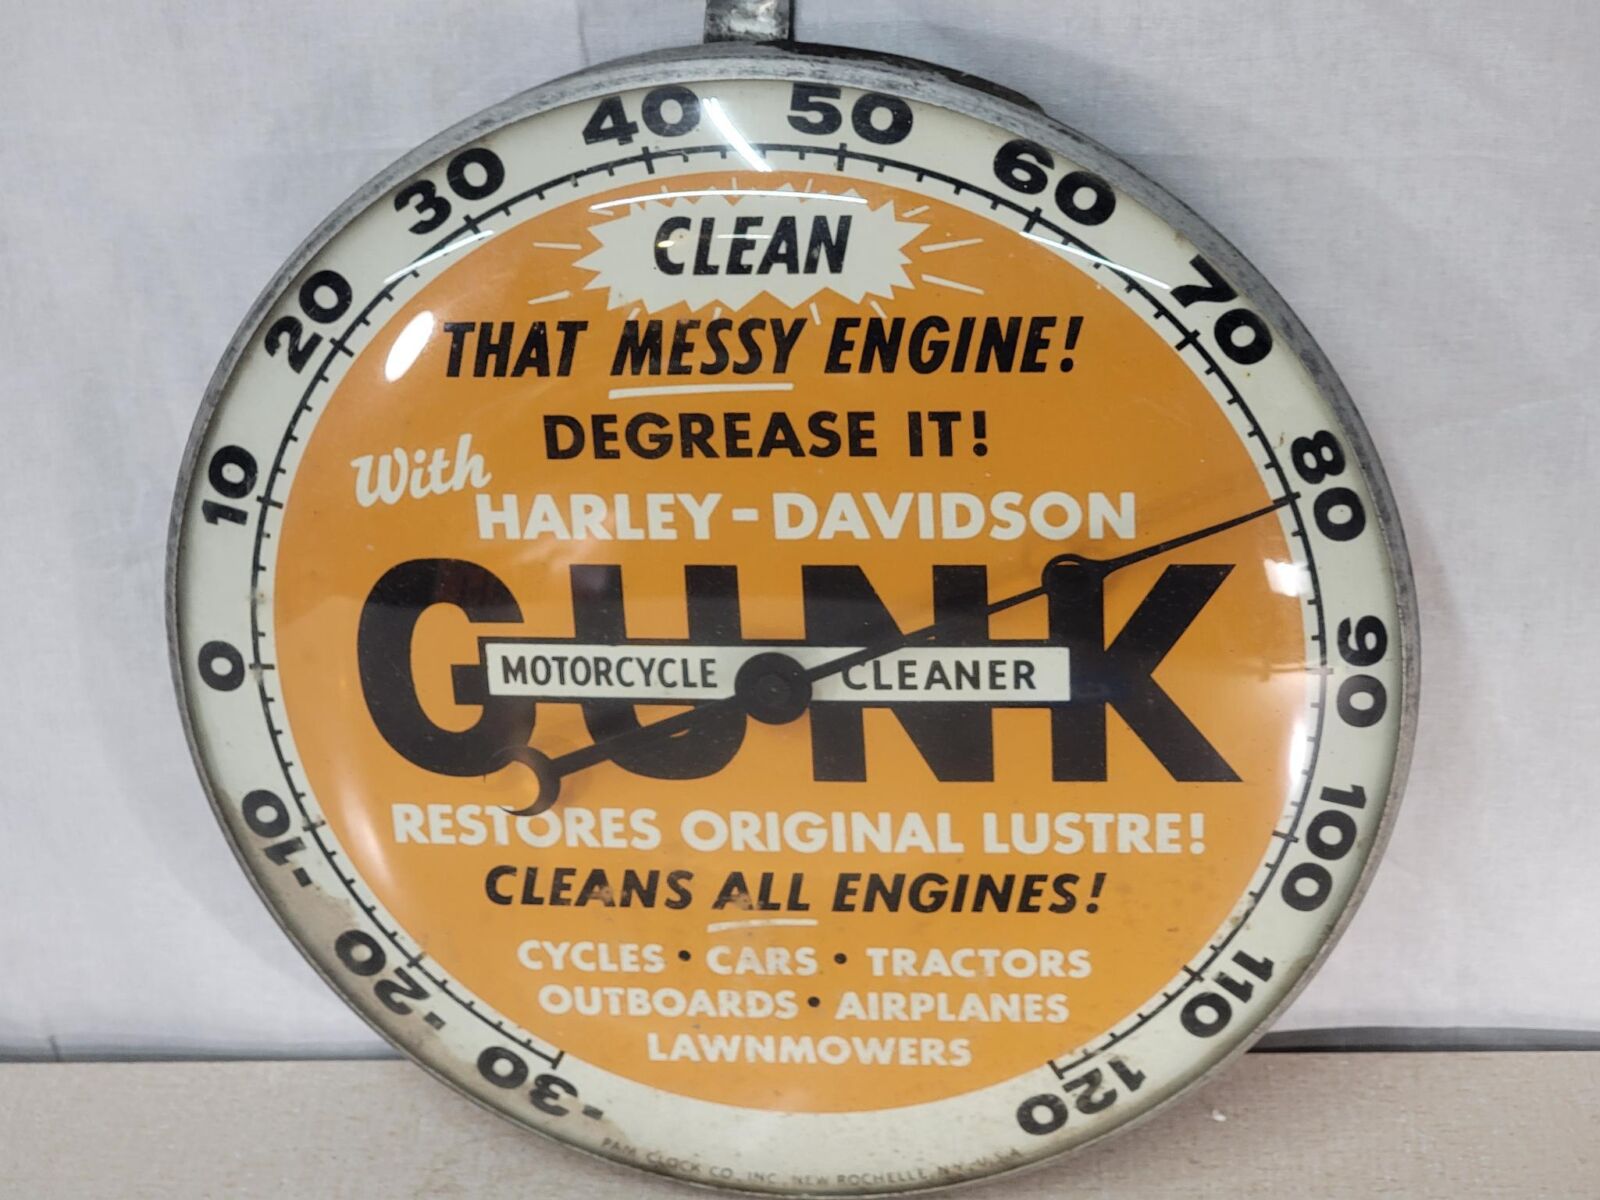 CLEAN
THAT MESSY ENGINE!
DEGREASE IT!
With
HARLEY-DAVIDSON
GUNK
MOTORCYCLE CLEANER
RESTORES ORIGINAL LUSTRE!
CLEANS ALL ENGINES!
CYCLES • CARS • TRACTORS
OUTBOARDS • AIRPLANES
LAWNMOWERS
-30
-20
-10
0
10
20
30
40
50
60
70
80
90
100
110
120
PAM CLOCK CO., INC., NEW ROCHELLE, N.Y., U.S.A.